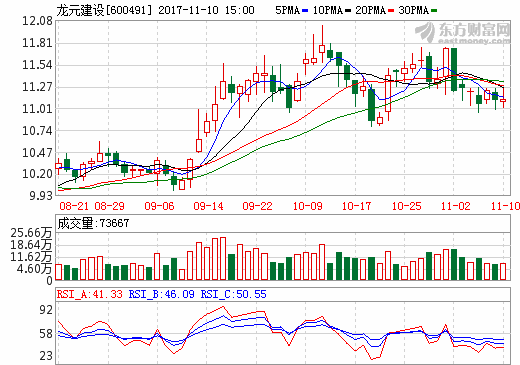 龙元建设[600491] 2017-11-10 15:00 5PMA 10PMA 20PMA 30PMA
东方财富网
eastmoney.com
12.08
11.81
11.54
11.27
11.01
10.74
10.47
10.20
9.93
08-21 08-29 09-14 09-22 10-09 10-17 10-25 11-02 11-10
成交量:73667
25.66万
18.64万
11.62万
4.60万
0
RSI_A:41.33 RSI_B:46.09 RSI_C:50.55
92
58
23